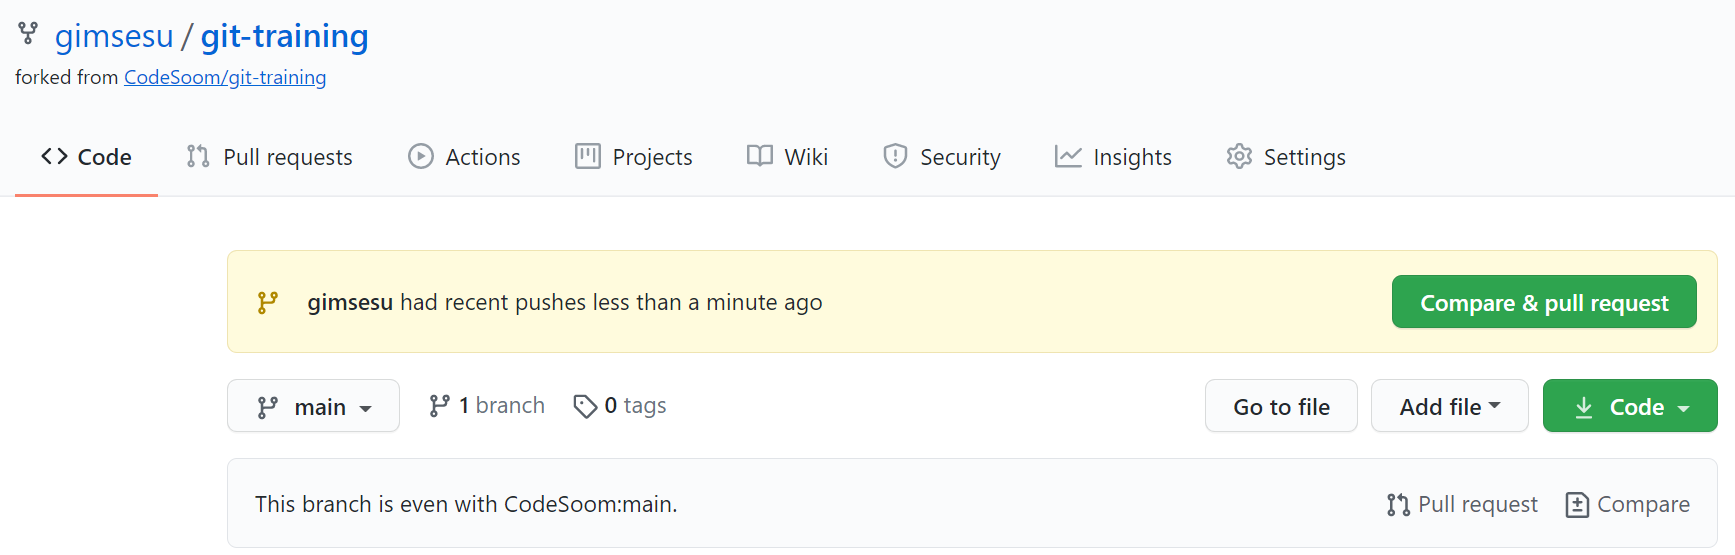 gimsesu / git-training
forked from CodeSoom/git-training
Code Pull requests Actions Projects Wiki Security Insights Settings
gimsesu had recent pushes less than a minute ago Compare & pull request
main 1 branch 0 tags Go to file Add file Code
This branch is even with CodeSoom:main. Pull request Compare